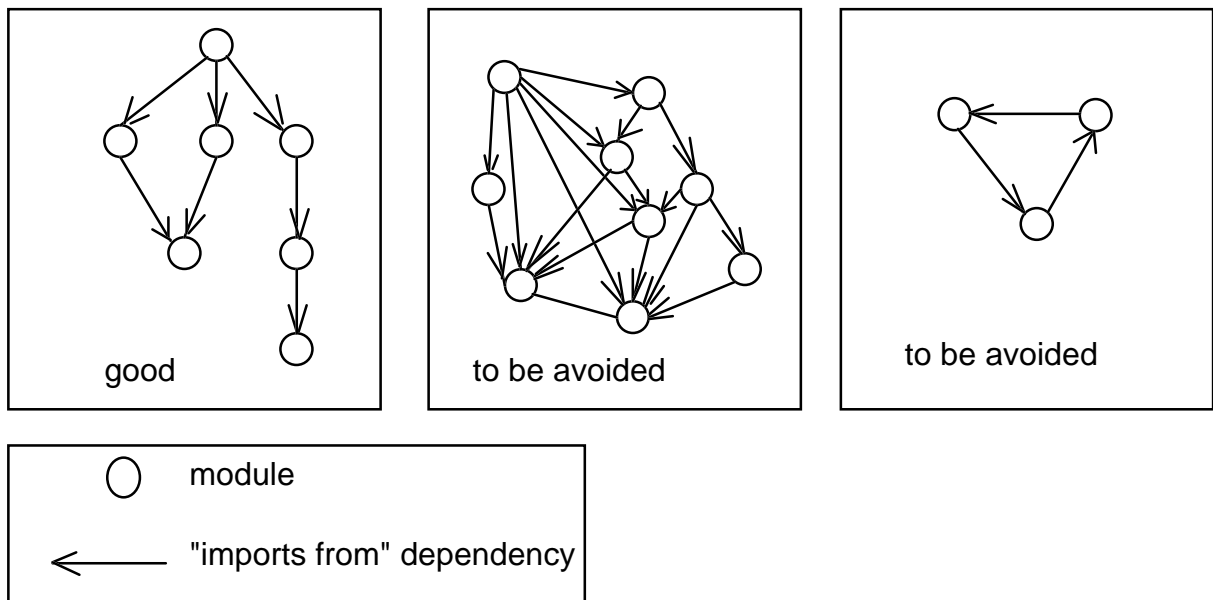 good
to be avoided
to be avoided
module
"imports from" dependency